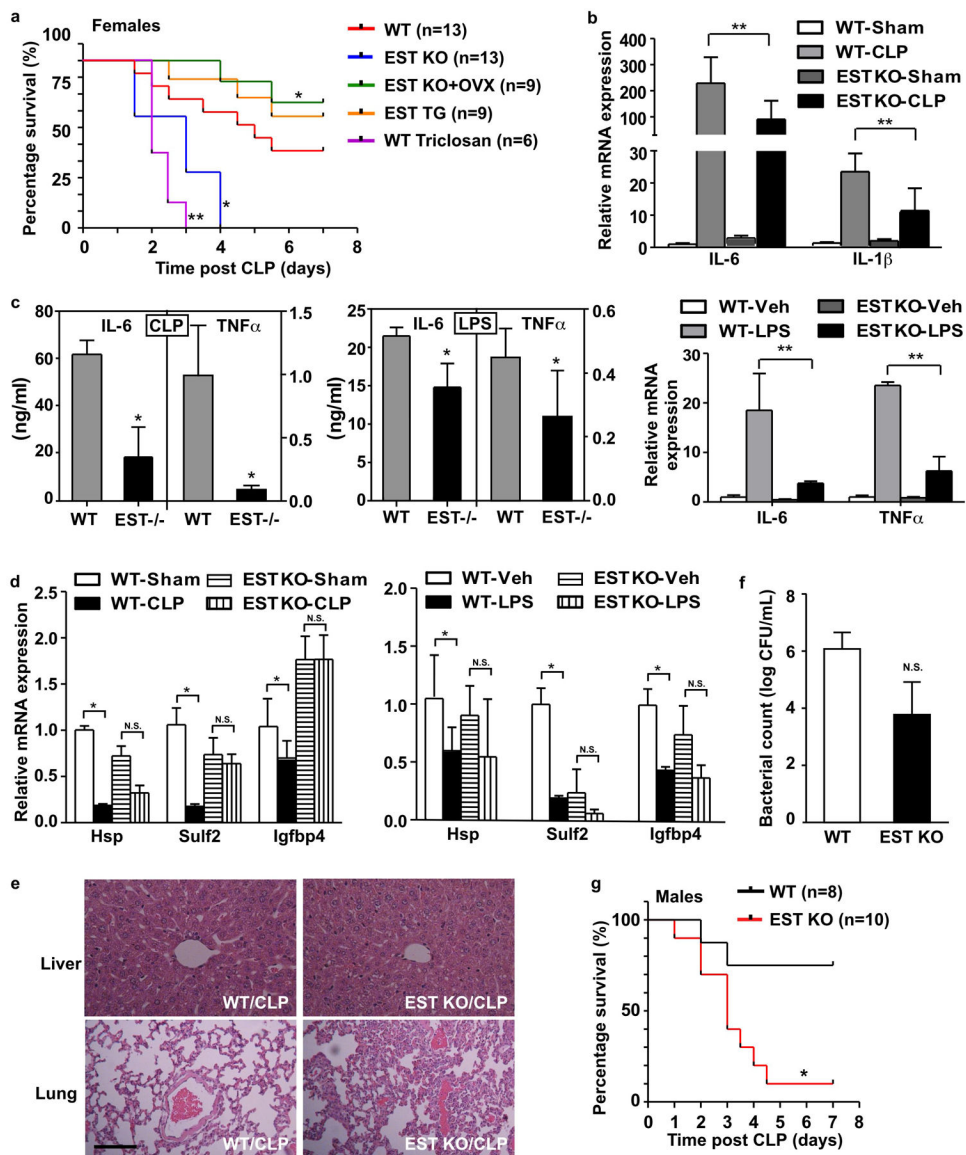 a
Females
Percentage survival (%)
100
75
50
25
0
0 2 4 6 8
Time post CLP (days)
* * **
WT (n=13)
EST KO (n=13)
EST KO+OVX (n=9)
EST TG (n=9)
WT Triclosan (n=6)
b
Relative mRNA expression
400
300
200
100
30
20
10
0
** **
WT-Sham
WT-CLP
ESTKO-Sham
ESTKO-CLP
IL-6 IL-1β
WT-Veh ESTKO-Veh
WT-LPS ESTKO-LPS
Relative mRNA
expression
30
20
10
0
** **
IL-6 TNFα
c
(ng/ml)
80
60
40
20
0
IL-6 CLP TNFα
1.5
1.0
0.5
0.0
* *
WT EST-/- WT EST-/-
(ng/ml)
25
20
15
10
5
0
IL-6 LPS TNFα
0.6
0.4
0.2
0.0
* *
WT EST-/- WT EST-/-
d
WT-Sham ESTKO-Sham
WT-CLP ESTKO-CLP
Relative mRNA expression
2.5
2.0
1.5
1.0
0.5
0.0
* N.S. * N.S. * N.S.
Hsp Sulf2 Igfbp4
WT-Veh ESTKO-Veh
WT-LPS ESTKO-LPS
2.0
1.5
1.0
0.5
0.0
* N.S. * N.S. * N.S.
Hsp Sulf2 Igfbp4
f
Bacterial count (log CFU/mL)
8
6
4
2
0
N.S.
WT EST KO
e
Liver
WT/CLP EST KO/CLP
Lung
WT/CLP EST KO/CLP
g
Males
WT (n=8)
EST KO (n=10)
Percentage survival (%)
100
50
0
*
0 1 2 3 4 5 6 7 8
Time post CLP (days)